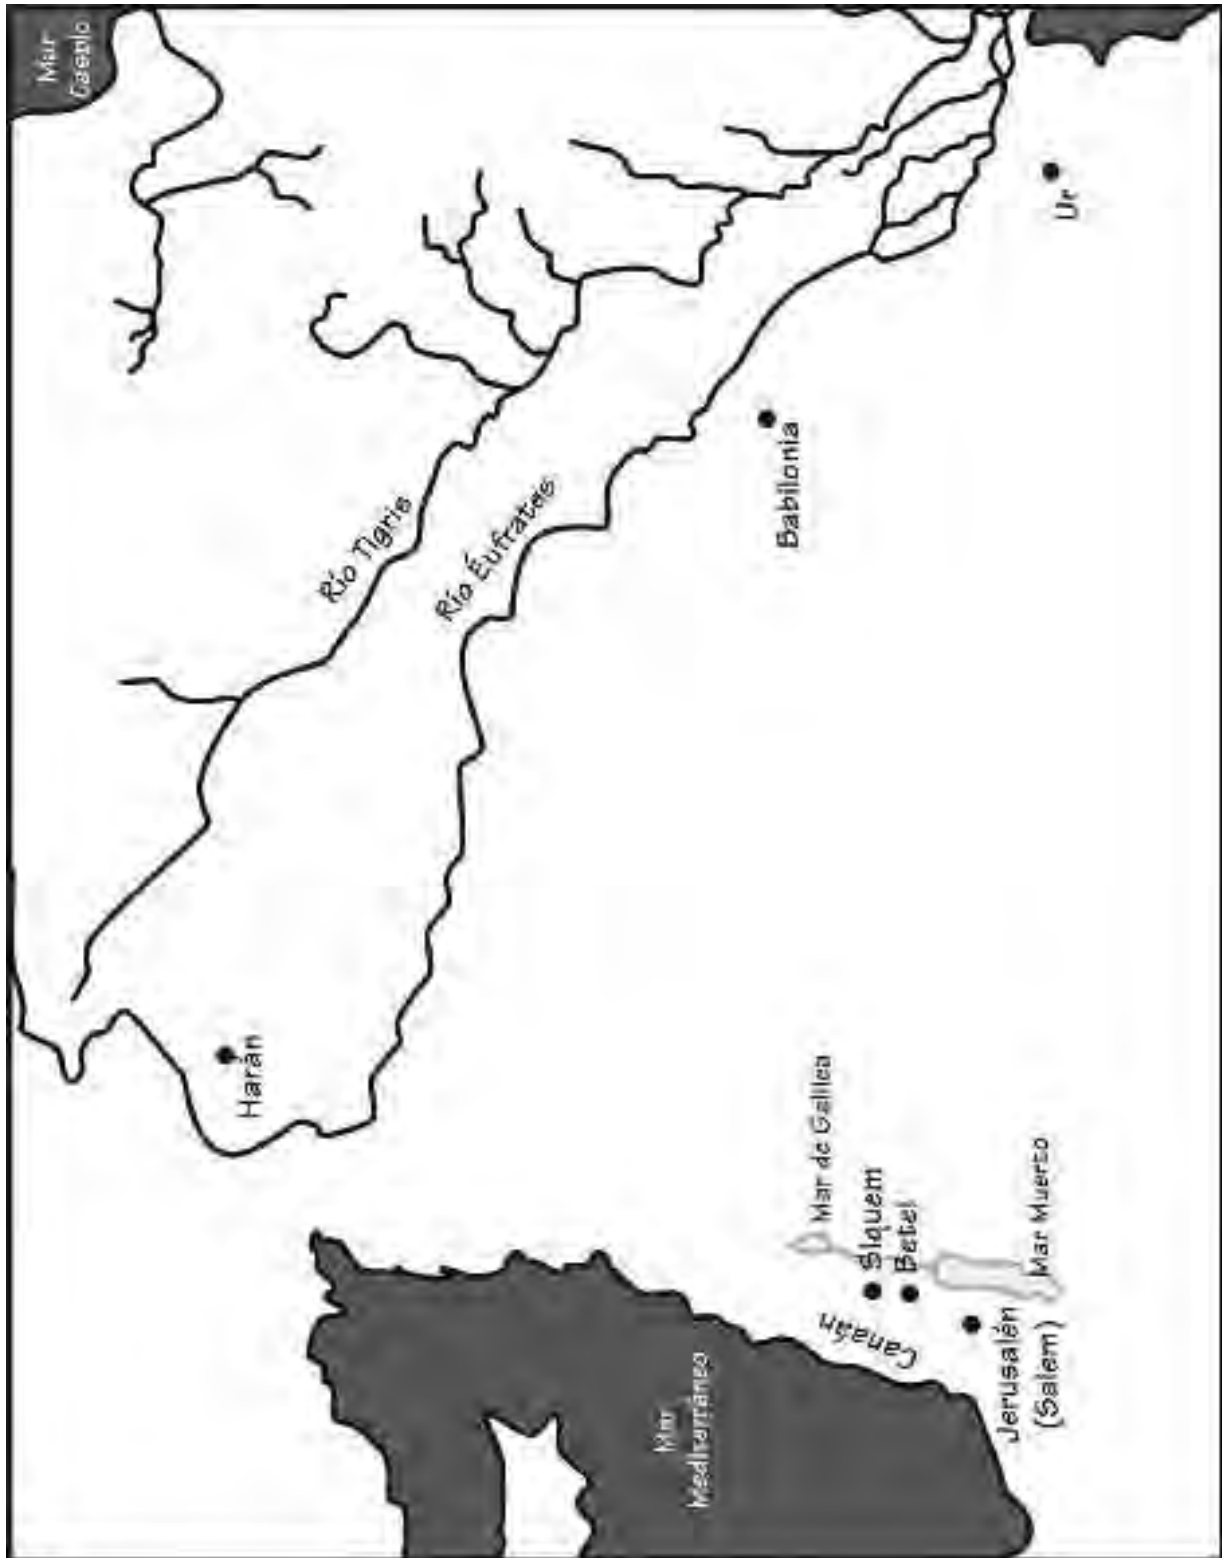 Mar
Caspio
Río Tigris
Río Éufrates
Harán
Babilonia
Ur
Mar de Galilea
Siquem
Betel
Canaán
Mar Muerto
Jerusalén
(Salem)
Mar
Mediterráneo